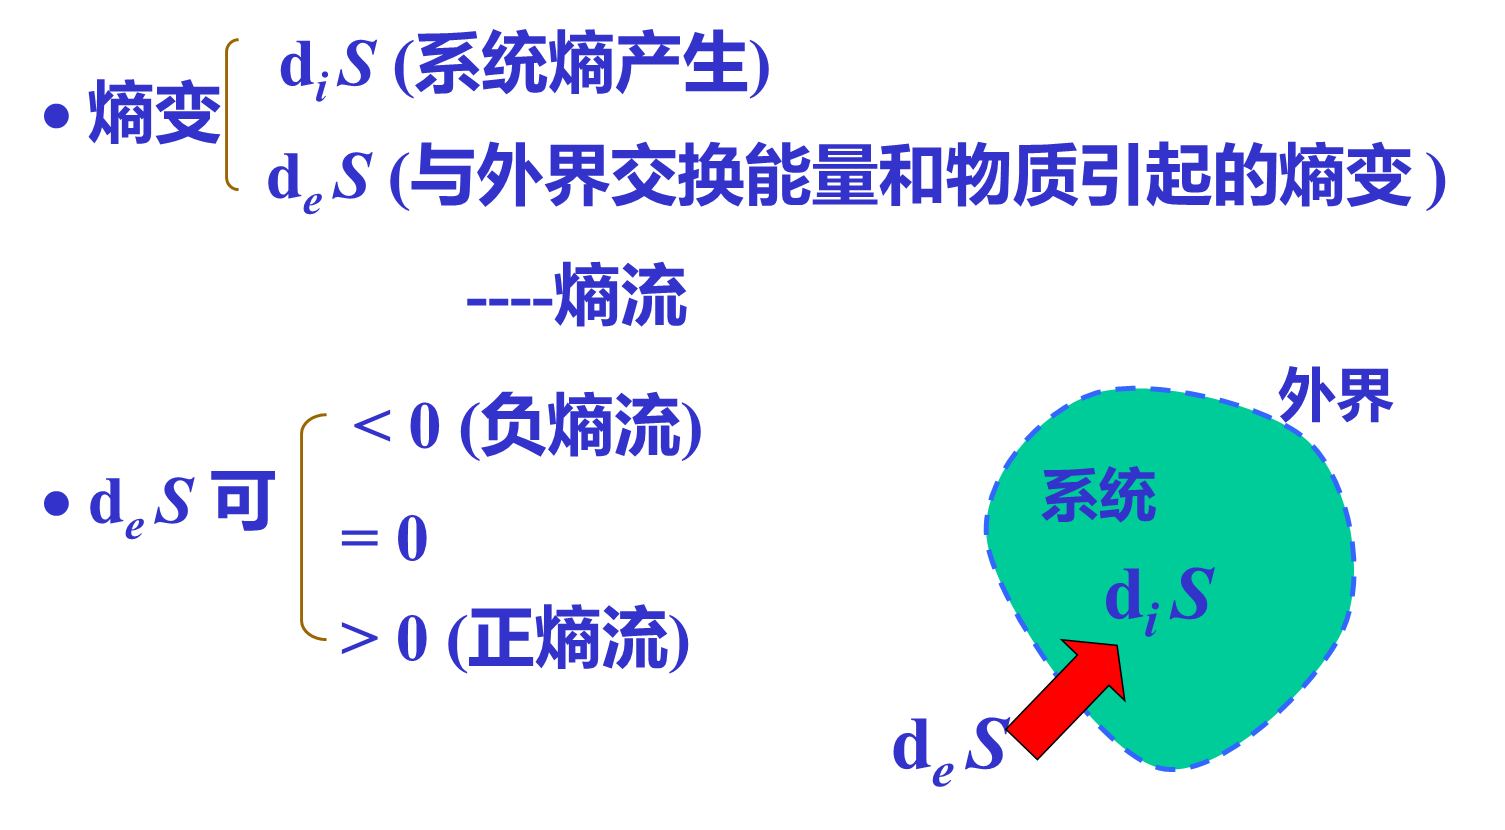 dᵢS (系统熵产生)
• 熵变
dₑS (与外界交换能量和物质引起的熵变 )
----熵流
外界
< 0 (负熵流)
系统
• dₑS 可
= 0
dᵢS
> 0 (正熵流)
dₑS